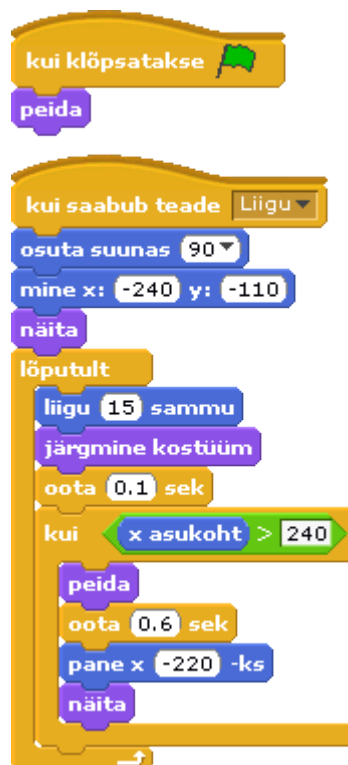 kui klõpsatakse
peida
kui saabub teade Liigu
osuta suunas 90
mine x: -240 y: -110
näita
lõputult
liigu 15 sammu
järgmine kostüüm
oota 0.1 sek
kui x asukoht > 240
peida
oota 0.6 sek
pane x -220 -ks
näita